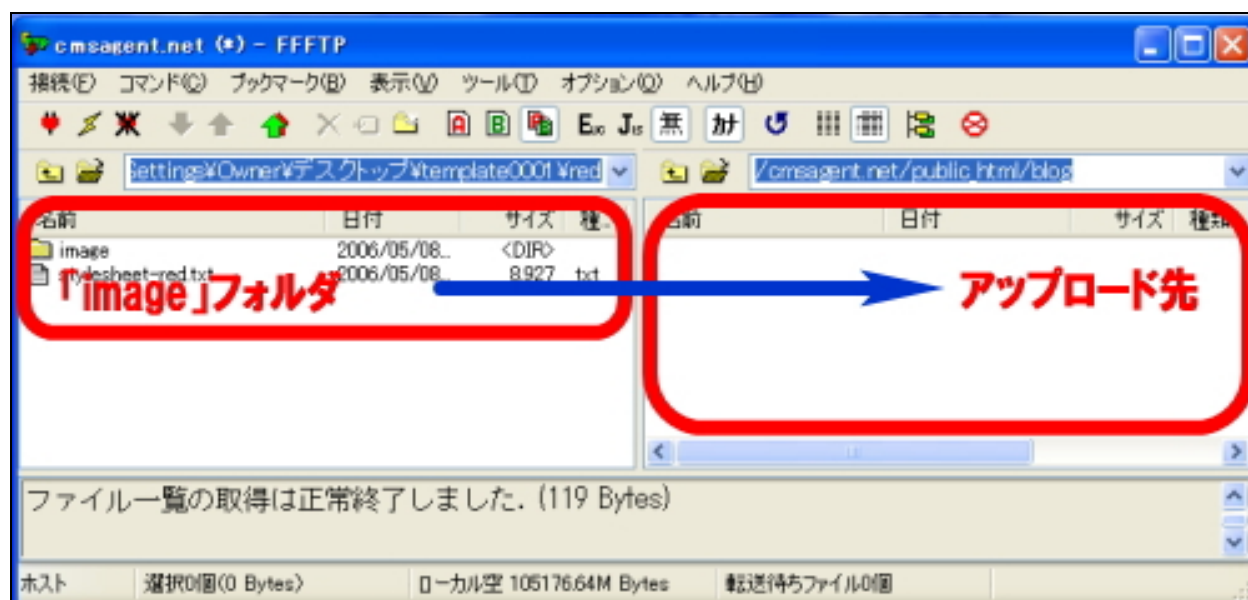 cmsagent.net (*) - FFFTP
接続(F) コマンド(C) ブックマーク(B) 表示(V) ツール(T) オプション(O) ヘルプ(H)
A B Euc JIS 無 カナ
Settings¥Owner¥デスクトップ¥template0001¥red /cmsagent.net/public_html/blog
名前 日付 サイズ 種... 名前 日付 サイズ 種類
image 2006/05/08... <DIR>
stylesheet-red.txt 2006/05/08... 8,927 txt
「image」フォルダ アップロード先
ファイル一覧の取得は正常終了しました. (119 Bytes)
ホスト 選択0個(0 Bytes) ローカル空 105176.64M Bytes 転送待ちファイル0個